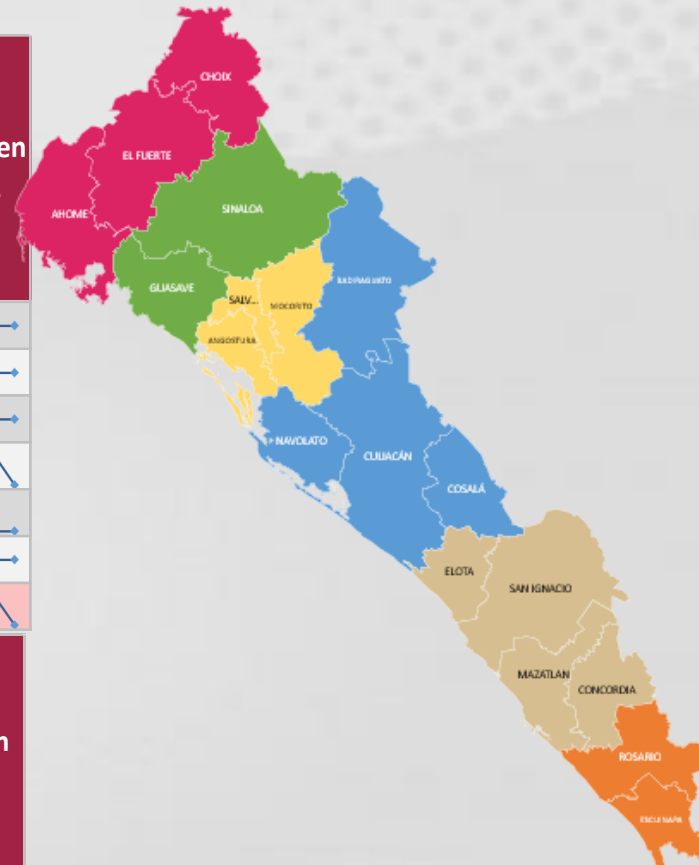 CHOIX
en
EL FUERTE
SINALOA
AHOME
BADIRAGUATO
GUASAVE
SALV...
MOCORITO
ANGOSTURA
NAVOLATO
CULIACÁN
COSALÁ
ELOTA
SAN IGNACIO
MAZATLAN
CONCORDIA
n
ROSARIO
ESCUINAPA